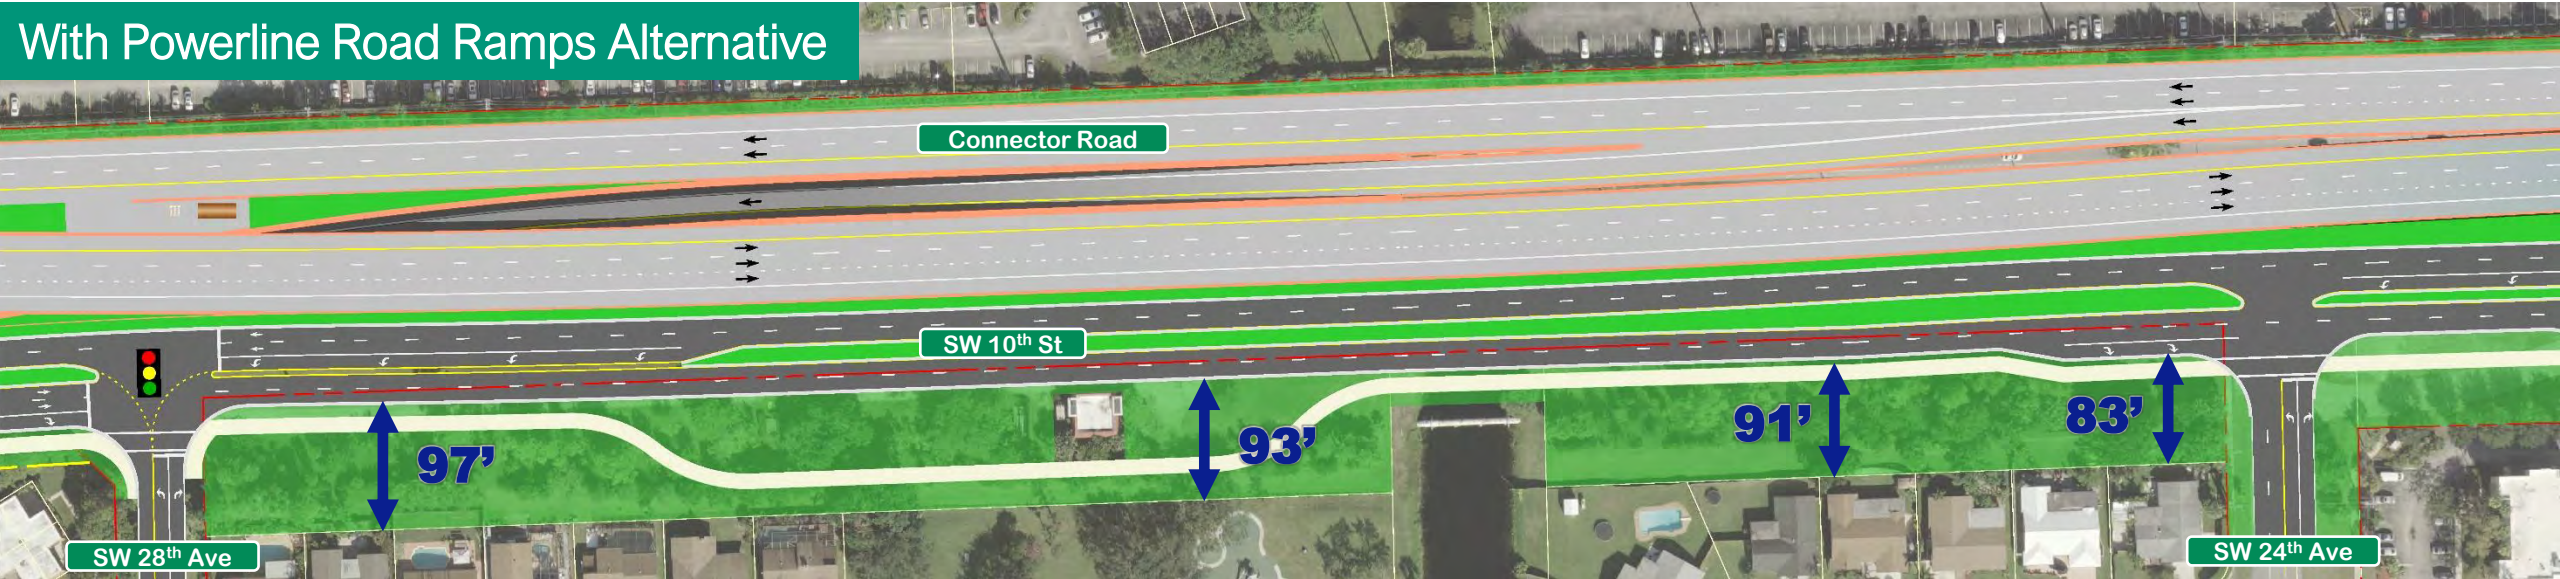 With Powerline Road Ramps Alternative
Connector Road
SW 10th St
97’
93’
91’
83’
SW 28th Ave
SW 24th Ave